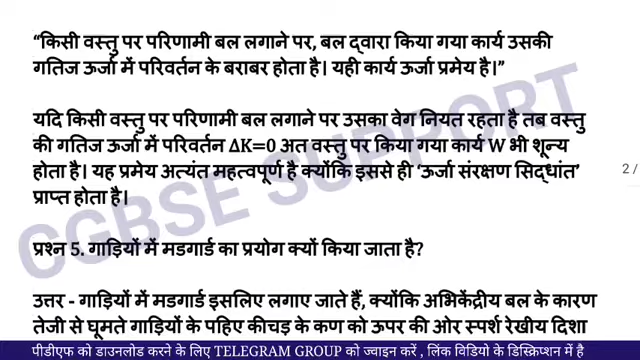 “किसी वस्तु पर परिणामी बल लगाने पर, बल द्वारा किया गया कार्य उसकी
गतिज ऊर्जा में परिवर्तन के बराबर होता है। यही कार्य ऊर्जा प्रमेय है।”
यदि किसी वस्तु पर परिणामी बल लगाने पर उसका वेग नियत रहता है तब वस्तु
की गतिज ऊर्जा में परिवर्तन ΔK=0 अत वस्तु पर किया गया कार्य W भी शून्य
होता है। यह प्रमेय अत्यंत महत्वपूर्ण है क्योंकि इससे ही ‘ऊर्जा संरक्षण सिद्धांत’
प्राप्त होता है।
2 /
CGBSE SUPPORT
प्रश्न 5. गाड़ियों में मडगार्ड का प्रयोग क्यों किया जाता है?
उत्तर - गाड़ियों में मडगार्ड इसलिए लगाए जाते हैं, क्योंकि अभिकेंद्रीय बल के कारण
तेजी से घूमते गाड़ियों के पहिए कीचड़ के कण को ऊपर की ओर स्पर्श रेखीय दिशा
पीडीएफ को डाउनलोड करने के लिए TELEGRAM GROUP को ज्वाइन करें , लिंक विडियो के डिस्क्रिप्शन में है